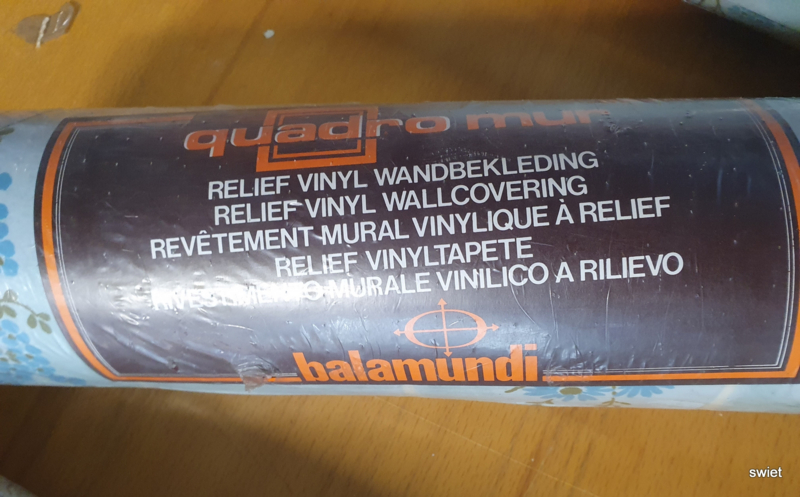 quadro mur
RELIEF VINYL WANDBEKLEDING
RELIEF VINYL WALLCOVERING
REVÊTEMENT MURAL VINYLIQUE À RELIEF
RELIEF VINYLTAPETE
RIVESTIMENTO MURALE VINILICO A RILIEVO
balamundi
swiet